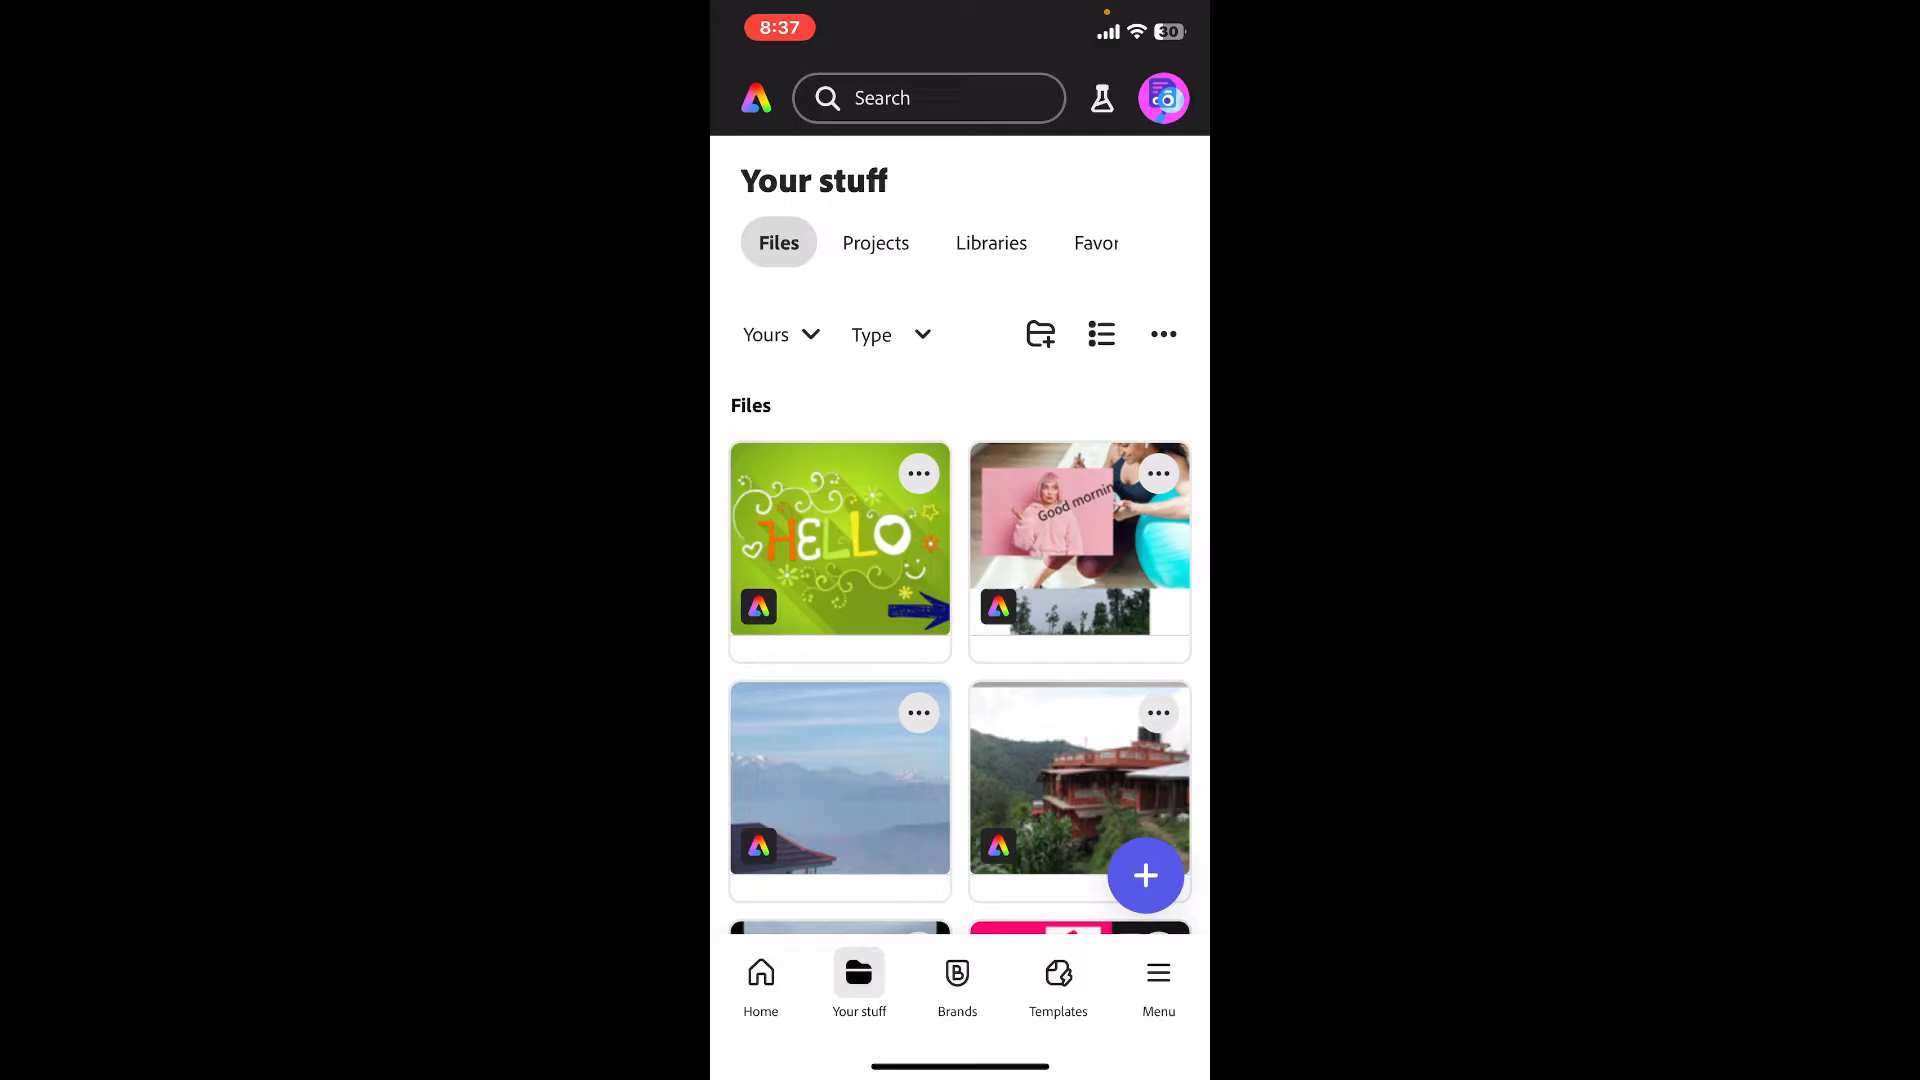 8:37
30
Search
Your stuff
Files
Projects
Libraries
Favor
Yours
Type
Files
HELLO
Good mornin
Home
Your stuff
Brands
Templates
Menu